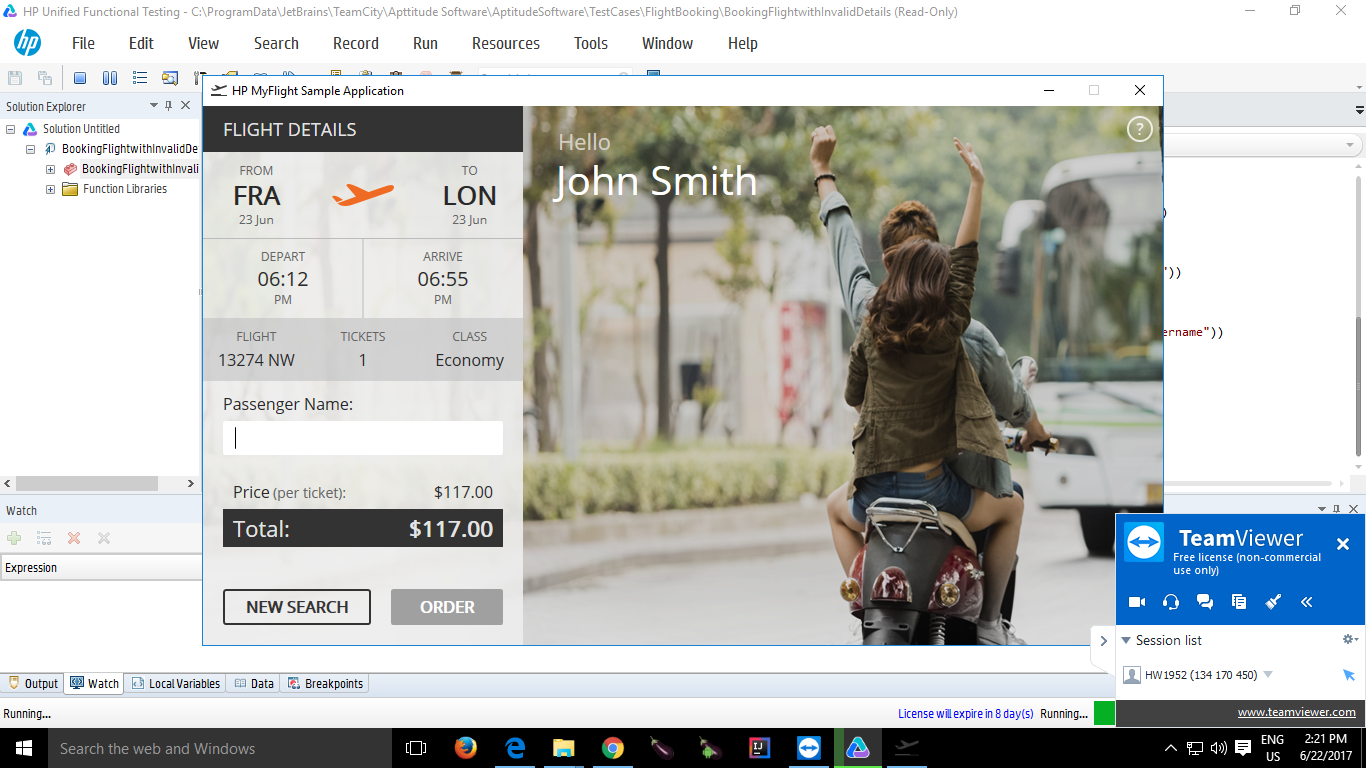 HP Unified Functional Testing - C:\ProgramData\JetBrains\TeamCity\Apttitude Software\AptitudeSoftware\TestCases\FlightBooking\BookingFlightwithInvalidDetails (Read-Only)
hp File Edit View Search Record Run Resources Tools Window Help
Solution Explorer
Solution Untitled
BookingFlightwithInvalidDe
BookingFlightwithInvali
Function Libraries
HP MyFlight Sample Application
FLIGHT DETAILS
FROM TO
FRA LON
23 Jun 23 Jun
DEPART ARRIVE
06:12 06:55
PM PM
FLIGHT TICKETS CLASS
13274 NW 1 Economy
Passenger Name:
Price (per ticket): $117.00
Total: $117.00
NEW SEARCH ORDER
Hello
John Smith
?
)
"))
ername"))
Watch
Expression
TeamViewer
Free license (non-commercial
use only)
Session list
HW1952 (134 170 450)
www.teamviewer.com
Output Watch Local Variables Data Breakpoints
Running... License will expire in 8 day(s) Running...
Search the web and Windows
ENG
US
2:21 PM
6/22/2017